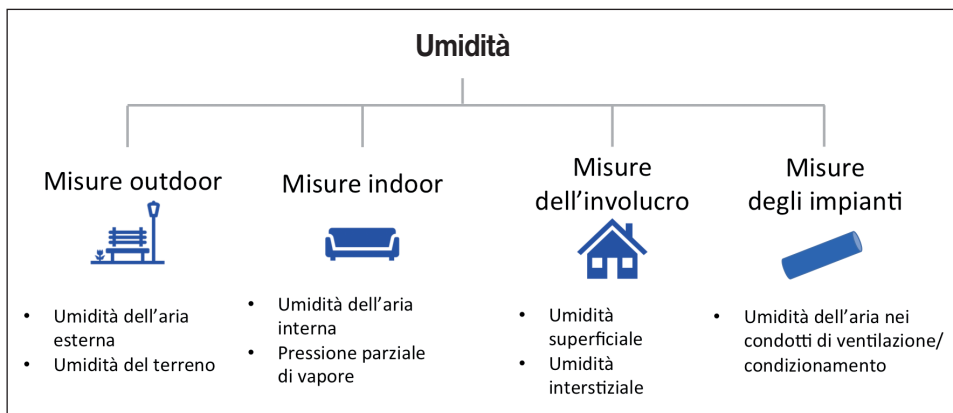 Umidità
Misure outdoor
• Umidità dell’aria
esterna
• Umidità del terreno
Misure indoor
• Umidità dell’aria
interna
• Pressione parziale
di vapore
Misure
dell’involucro
• Umidità
superficiale
• Umidità
interstiziale
Misure
degli impianti
• Umidità dell’aria nei
condotti di ventilazione/
condizionamento